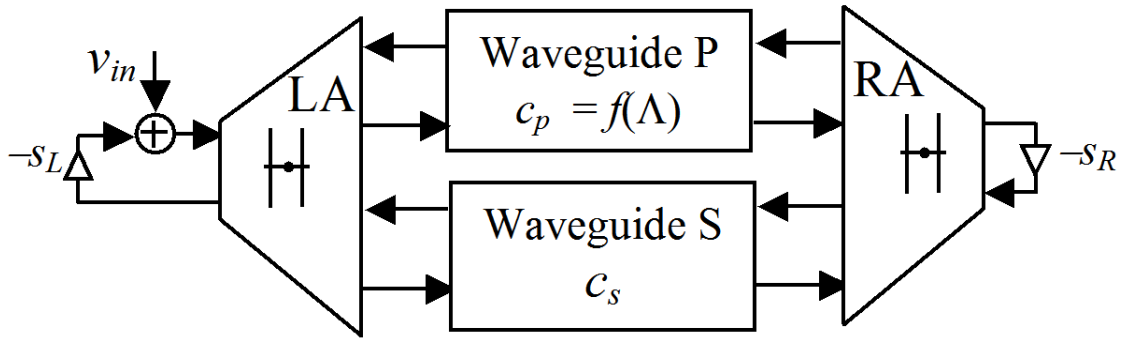 Waveguide P
c_p = f(Λ)
v_in
LA
RA
+
−s_L
−s_R
Waveguide S
c_s